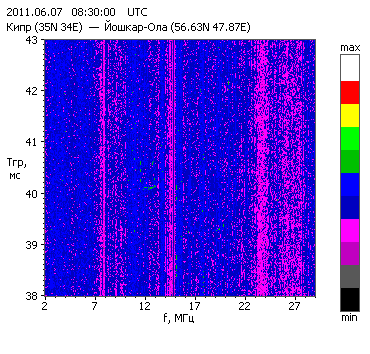 2011.06.07 08:30:00 UTC
Кипр (35N 34E) — Йошкар-Ола (56.63N 47.87E)
43
42
41
Тгр,
мс
40
39
38
2 7 12 17 22 27
f, МГц
max
min